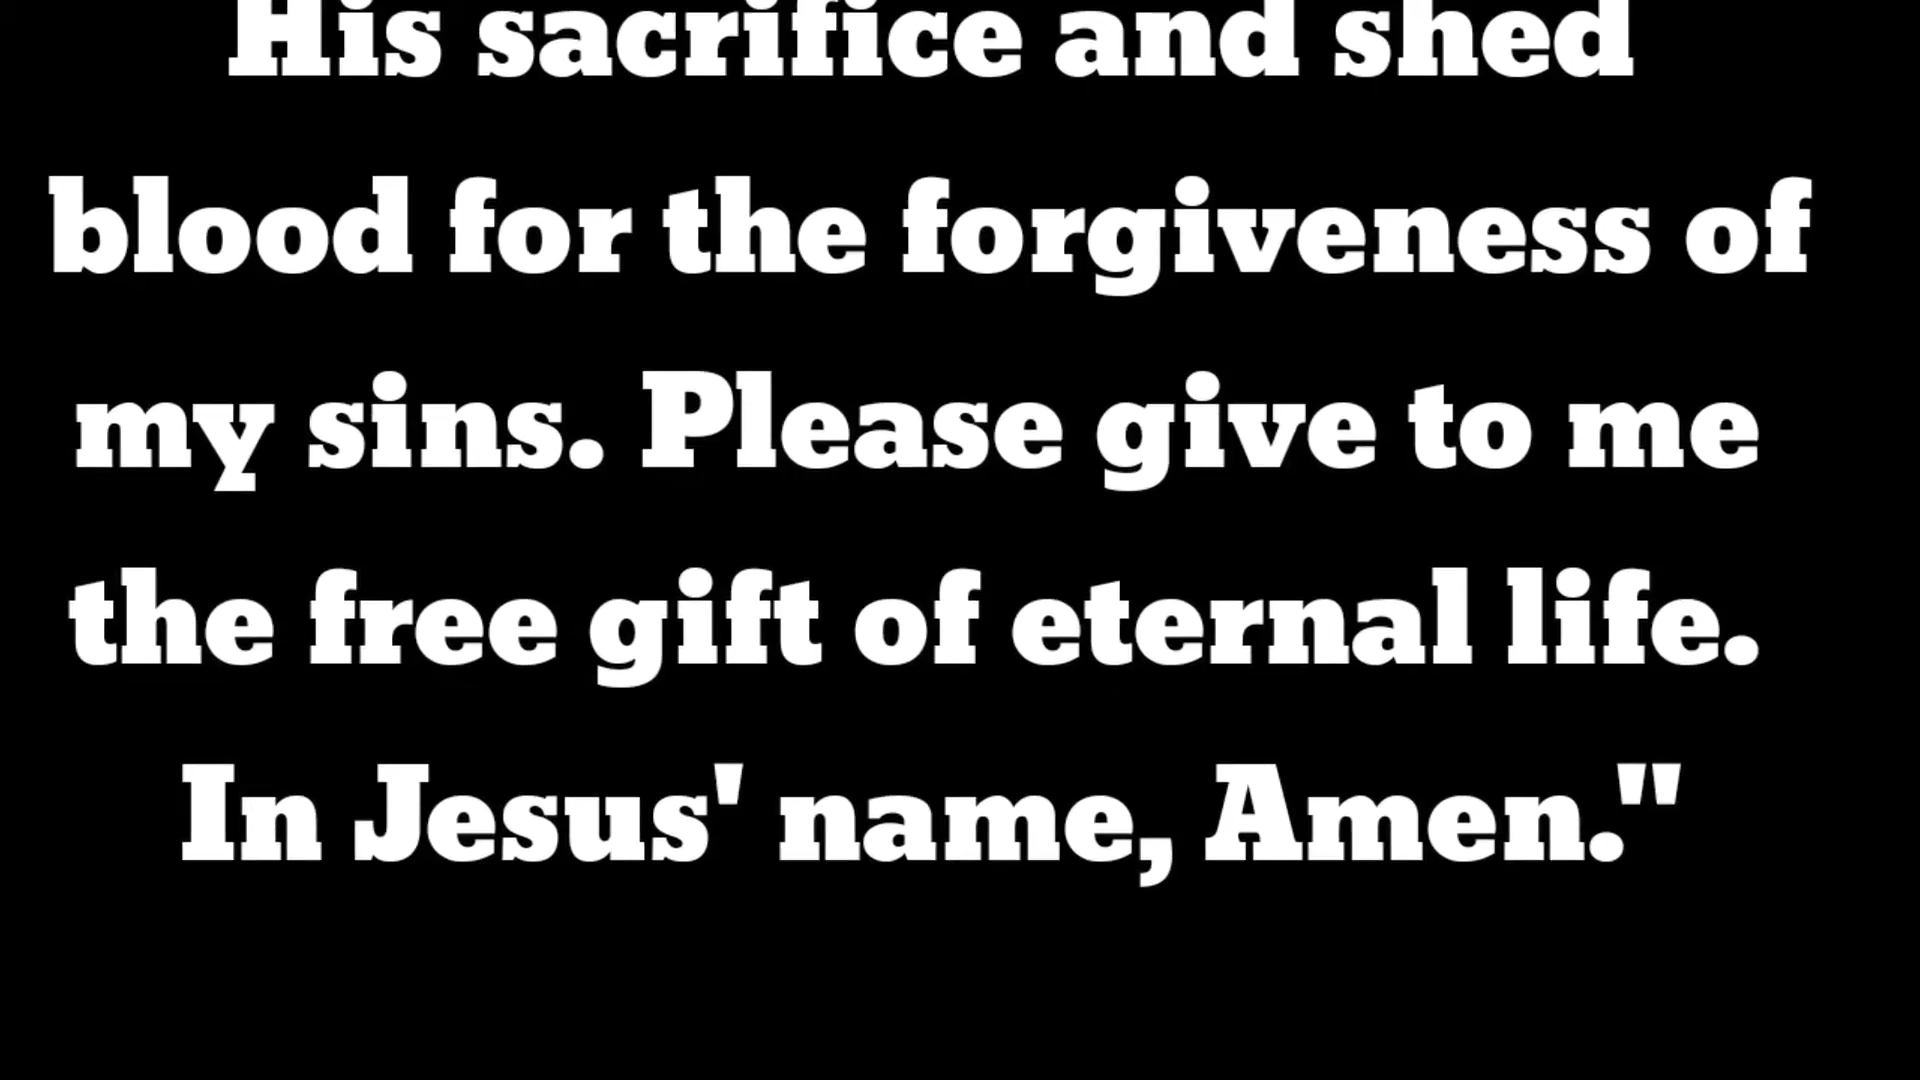 His sacrifice and shed
blood for the forgiveness of
my sins. Please give to me
the free gift of eternal life.
In Jesus' name, Amen."